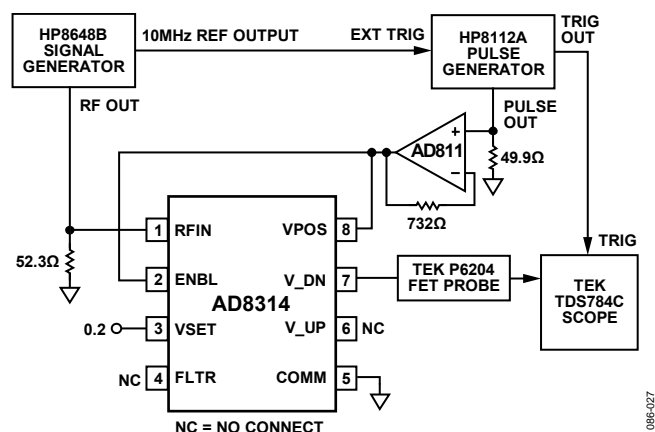 HP8648B
SIGNAL
GENERATOR
10MHz REF OUTPUT
EXT TRIG
HP8112A
PULSE
GENERATOR
TRIG
OUT
RF OUT
PULSE
OUT
+
AD811
–
49.9Ω
732Ω
52.3Ω
1 RFIN
VPOS 8
2 ENBL
V_DN 7
AD8314
0.2
3 VSET
V_UP 6 NC
NC 4 FLTR
COMM 5
TEK P6204
FET PROBE
TRIG
TEK
TDS784C
SCOPE
NC = NO CONNECT
086-027